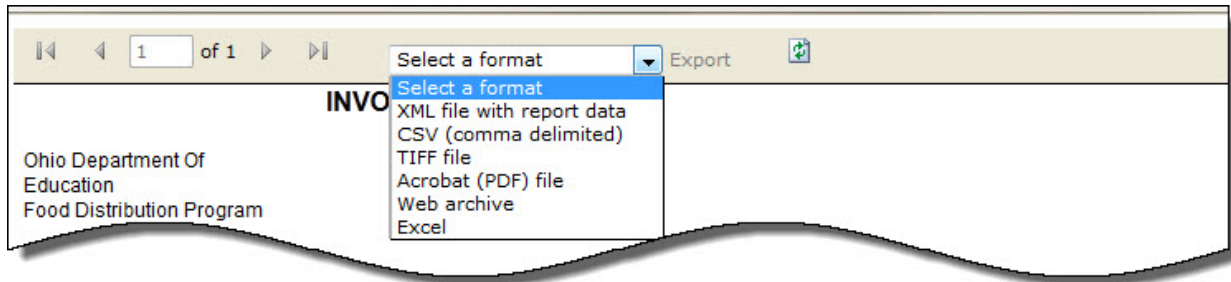 1 of 1 Select a format Export
Select a format
INVO
XML file with report data
CSV (comma delimited)
Ohio Department Of
TIFF file
Education
Acrobat (PDF) file
Food Distribution Program
Web archive
Excel